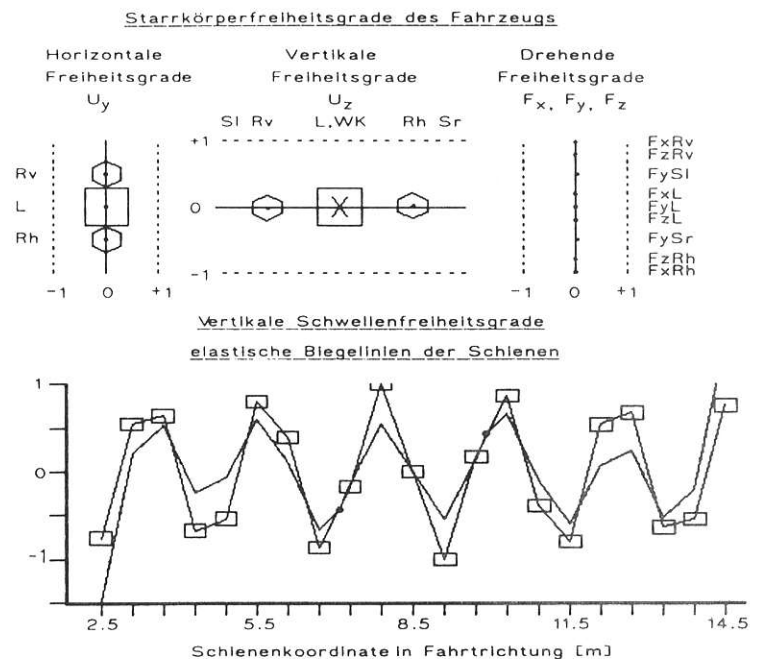 Starrkörperfreiheitsgrade des Fahrzeugs
Horizontale
Freiheitsgrade
Uy
Vertikale
Freiheitsgrade
Uz
Drehende
Freiheitsgrade
Fx, Fy, Fz
Sl Rv L,WK Rh Sr
Rv
L
Rh
-1 0 +1
+1
0
-1
FxRv
FzRv
FySl
FxL
FyL
FzL
FySr
FzRh
FxRh
-1 0 +1
Vertikale Schwellenfreiheitsgrade
elastische Biegelinien der Schienen
1
0
-1
2.5 5.5 8.5 11.5 14.5
Schienenkoordinate in Fahrtrichtung [m]